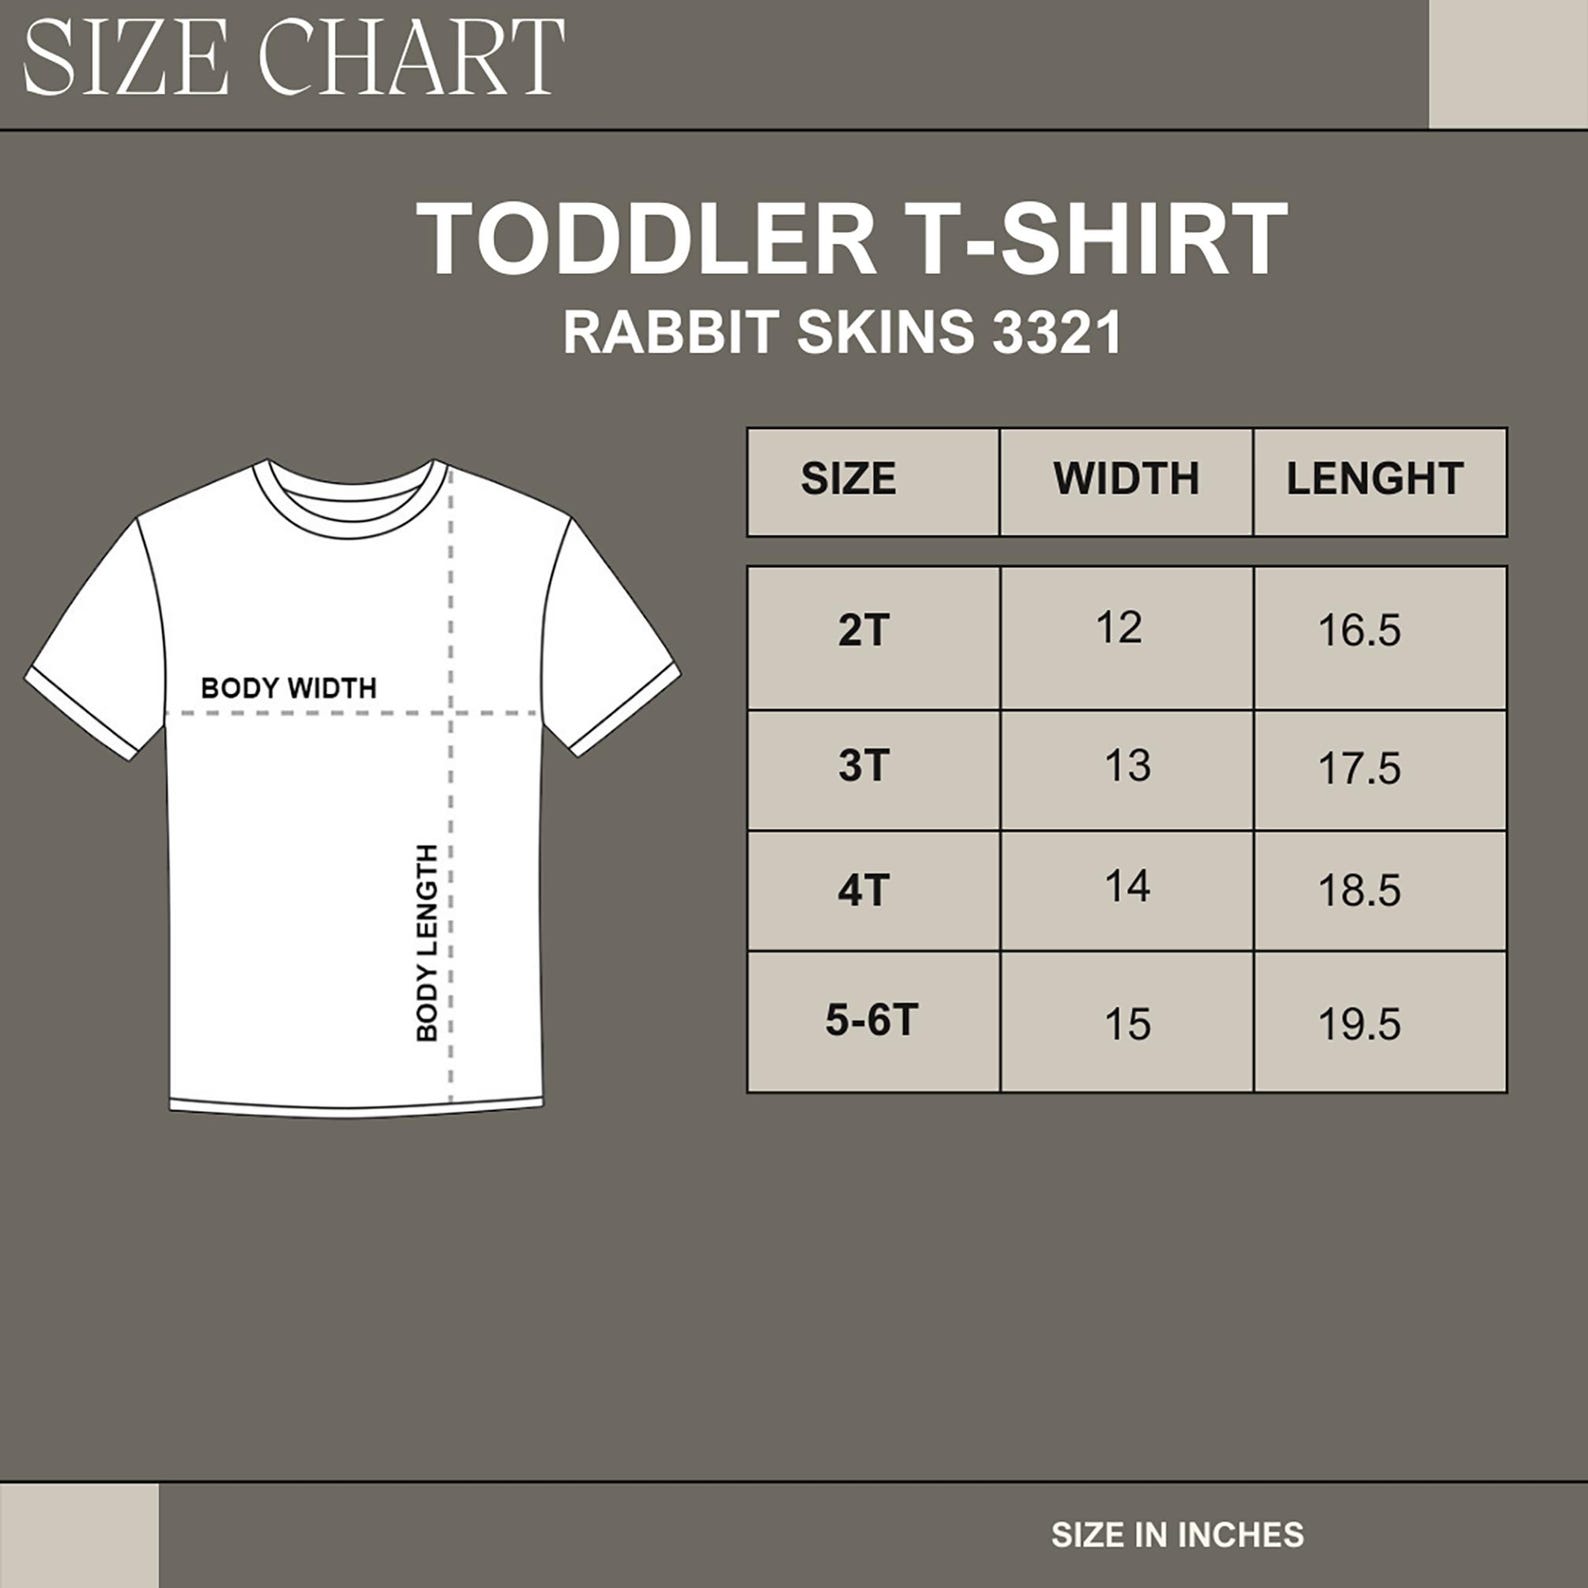 SIZE CHART
TODDLER T-SHIRT
RABBIT SKINS 3321
BODY WIDTH
BODY LENGTH
SIZE WIDTH LENGHT
2T 12 16.5
3T 13 17.5
4T 14 18.5
5-6T 15 19.5
SIZE IN INCHES